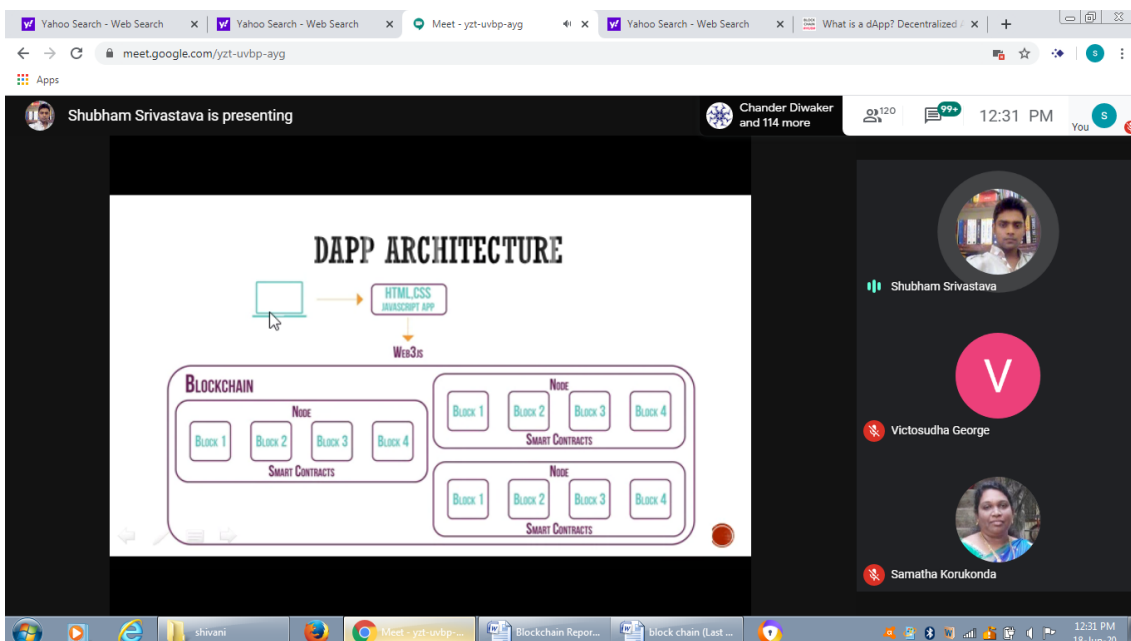 Yahoo Search - Web Search
Yahoo Search - Web Search
Meet - yzt-uvbp-ayg
Yahoo Search - Web Search
What is a dApp? Decentralized
meet.google.com/yzt-uvbp-ayg
S
Apps
Shubham Srivastava is presenting
Chander Diwaker
and 114 more
120
99+
12:31 PM
You
S
DAPP ARCHITECTURE
HTML,CSS
JAVASCRIPT APP
WEB3JS
BLOCKCHAIN
NODE
BLOCK 1 BLOCK 2 BLOCK 3 BLOCK 4
SMART CONTRACTS
NODE
BLOCK 1 BLOCK 2 BLOCK 3 BLOCK 4
SMART CONTRACTS
NODE
BLOCK 1 BLOCK 2 BLOCK 3 BLOCK 4
SMART CONTRACTS
Shubham Srivastava
V
Victosudha George
Samatha Korukonda
shivani
Meet - yzt-uvbp-...
Blockchain Repor...
block chain (Last ...
12:31 PM
18-Jun-20